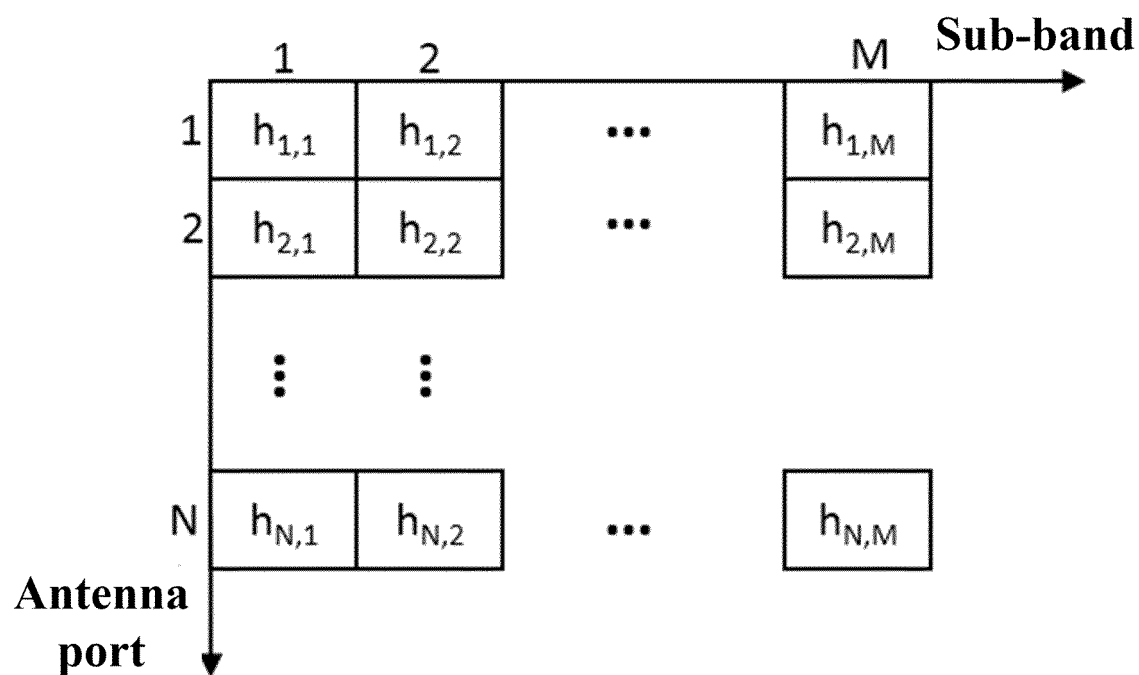 Sub-band
1 2 M
1 h1,1 h1,2 ... h1,M
2 h2,1 h2,2 ... h2,M
N hN,1 hN,2 ... hN,M
Antenna
port